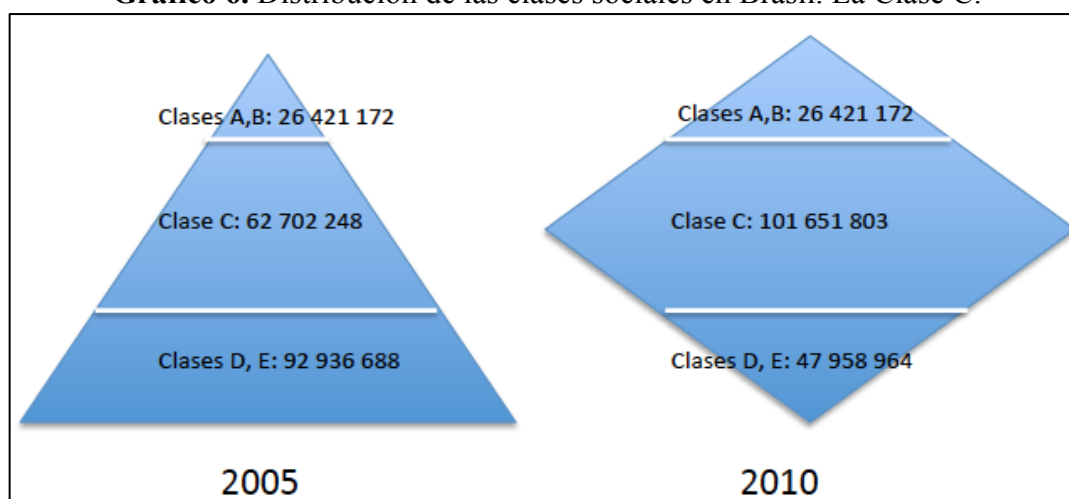 Gráfico 6. Distribución de las clases sociales en Brasil. La Clase C.
Clases A,B: 26 421 172
Clase C: 62 702 248
Clases D, E: 92 936 688
2005
Clases A,B: 26 421 172
Clase C: 101 651 803
Clases D, E: 47 958 964
2010